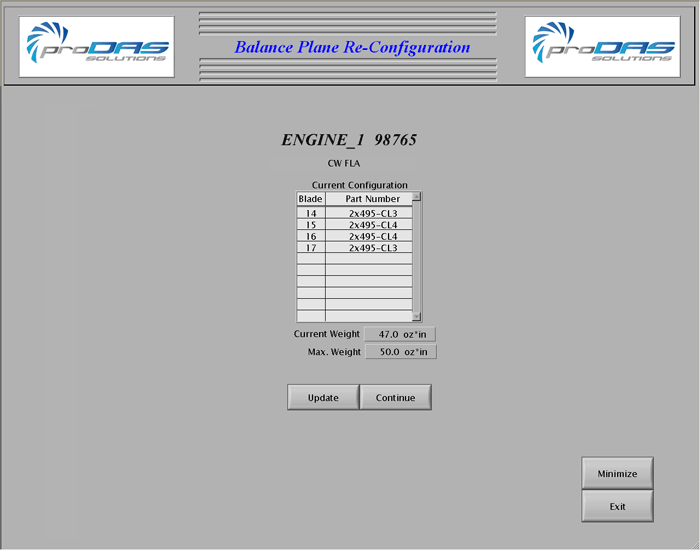 proDAS
SOLUTIONS
Balance Plane Re-Configuration
proDAS
SOLUTIONS
ENGINE_1 98765
CW FLA
Current Configuration
Blade Part Number
14 2x495-CL3
15 2x495-CL4
16 2x495-CL4
17 2x495-CL3
Current Weight 47.0 oz*in
Max. Weight 50.0 oz*in
Update Continue
Minimize
Exit